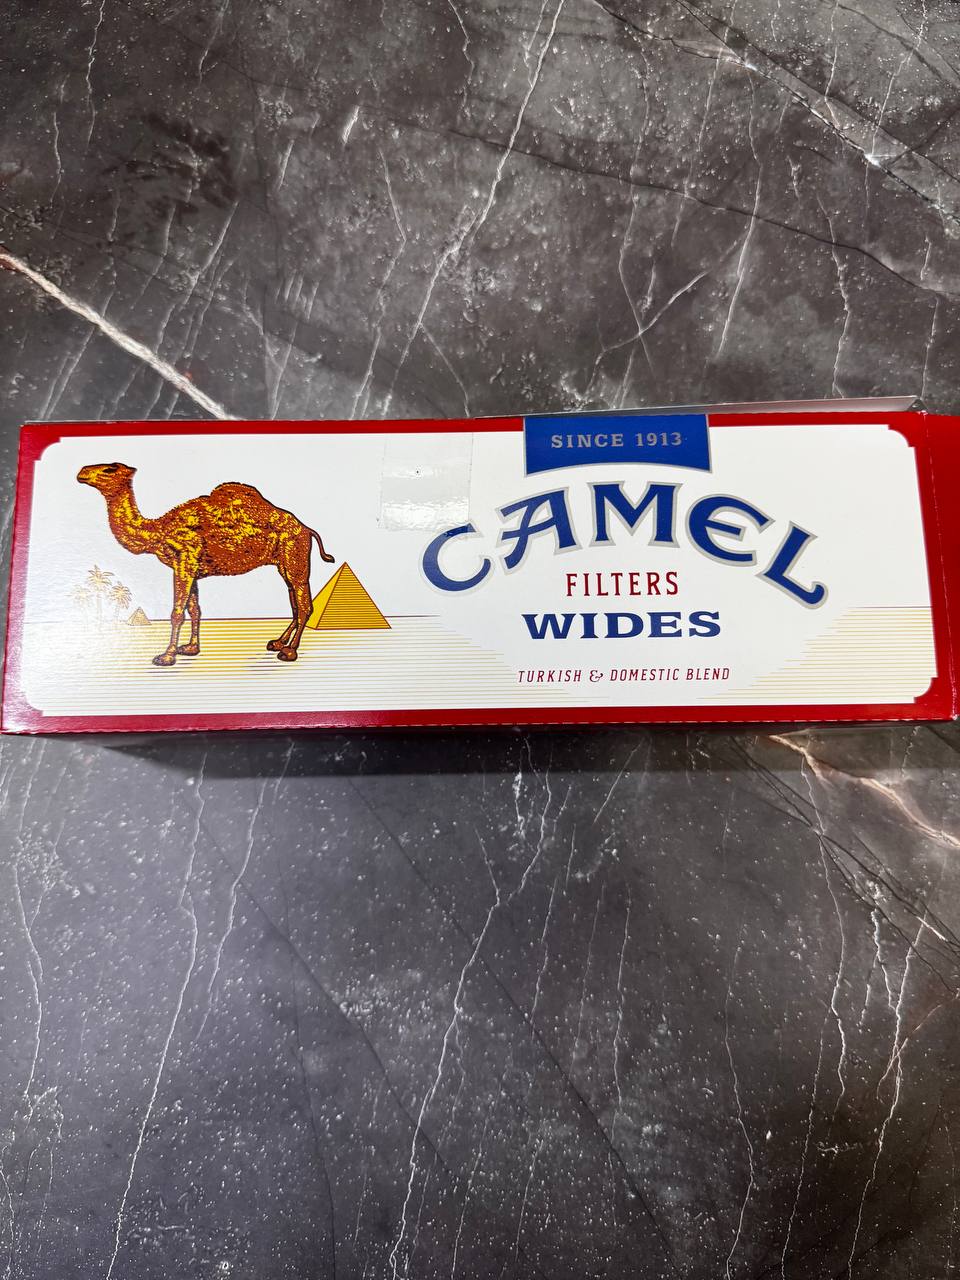 SINCE 1913
CAMEL
FILTERS
WIDES
TURKISH & DOMESTIC BLEND